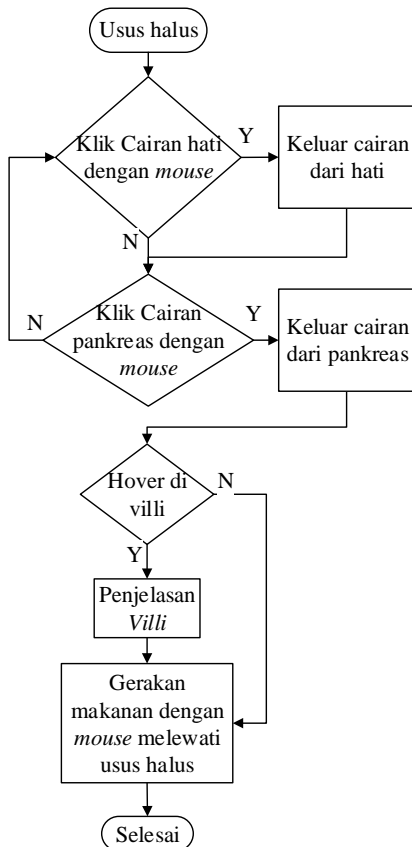 Usus halus
Klik Cairan hati
dengan mouse
Y
Keluar cairan
dari hati
N
Klik Cairan
pankreas dengan
mouse
N
Y
Keluar cairan
dari pankreas
Hover di
villi
N
Y
Penjelasan
Villi
Gerakan
makanan dengan
mouse melewati
usus halus
Selesai